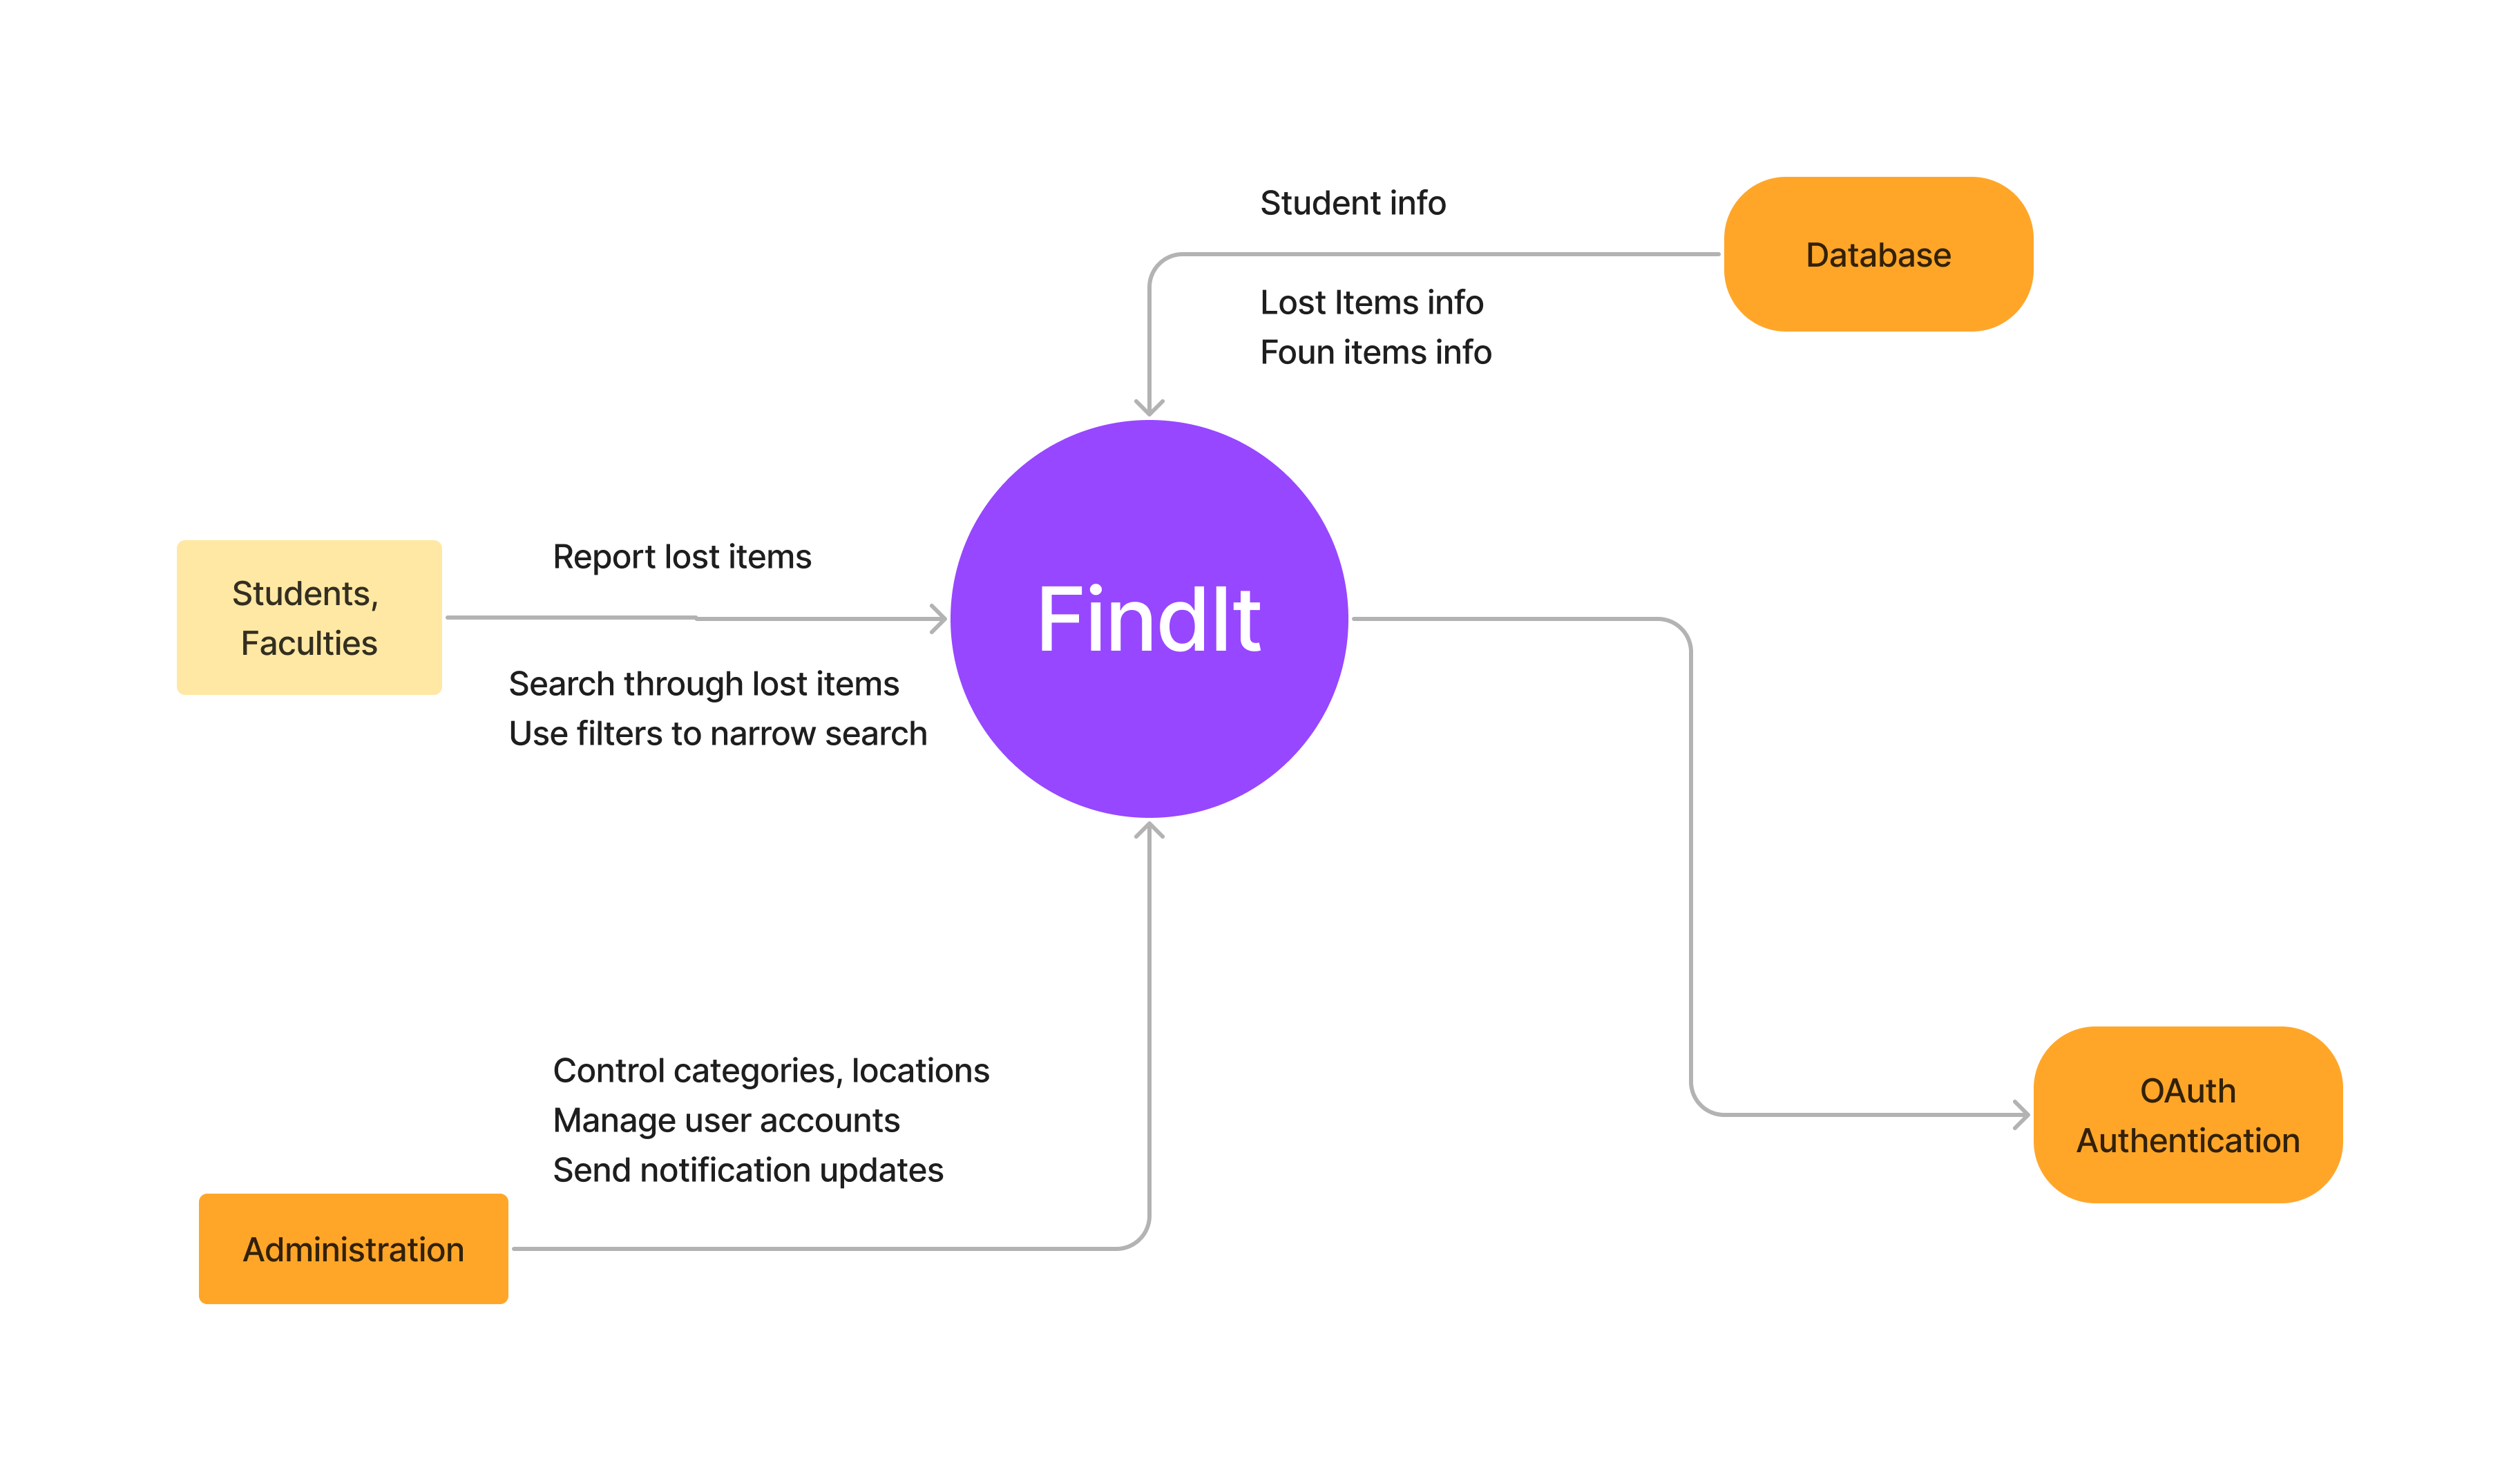 Student info
Database
Lost Items info
Foun items info
Report lost items
Students,
Faculties
FindIt
Search throug lost items
Use filters to narrow search
Control categories, locations
Manage user accounts
Send notification updates
OAuth
Authentication
Administration